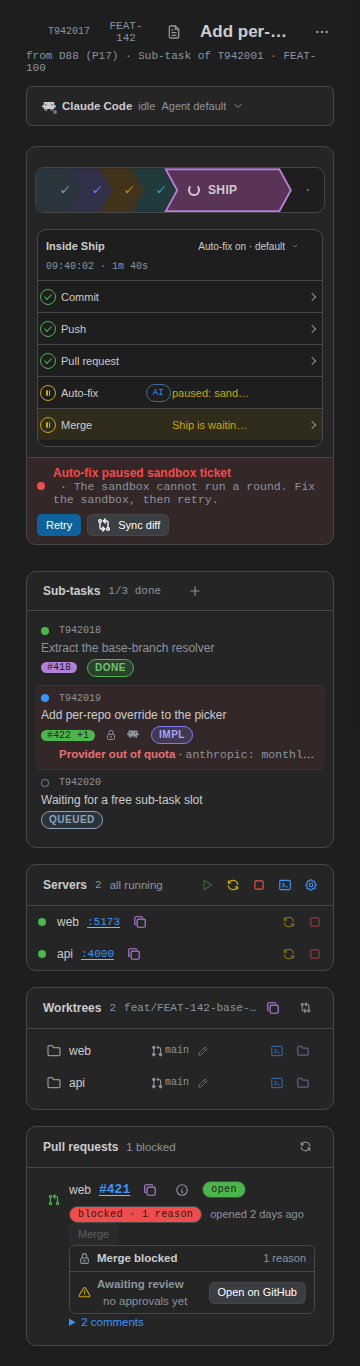 T942017 FEAT-142 Add per-…
from D88 (P17) · Sub-task of T942001 · FEAT-100
Claude Code idle Agent default
SHIP
Inside Ship Auto-fix on · default
09:40:02 · 1m 40s
Commit
Push
Pull request
Auto-fix AI paused: sand…
Merge Ship is waitin…
Auto-fix paused sandbox ticket
· The sandbox cannot run a round. Fix
the sandbox, then retry.
Retry Sync diff
Sub-tasks 1/3 done
T942018
Extract the base-branch resolver
#418 DONE
T942019
Add per-repo override to the picker
#422 +1 IMPL
Provider out of quota · anthropic: monthl…
T942020
Waiting for a free sub-task slot
QUEUED
Servers 2 all running
web :5173
api :4000
Worktrees 2 feat/FEAT-142-base-…
web main
api main
Pull requests 1 blocked
web #421 open
blocked · 1 reason opened 2 days ago
Merge
Merge blocked 1 reason
Awaiting review
no approvals yet
Open on GitHub
2 comments